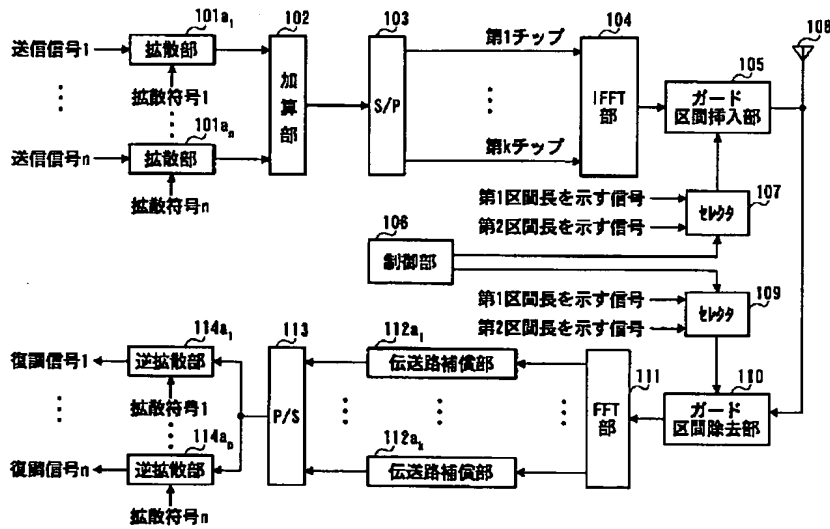 101a1
102
103
104
108
送信信号1
拡散部
加算部
S/P
第1チップ
IFFT部
105
ガード
区間挿入部
拡散符号1
101an
送信信号n
拡散部
第kチップ
拡散符号n
第1区間長を示す信号
第2区間長を示す信号
セレクタ
107
106
制御部
第1区間長を示す信号
第2区間長を示す信号
セレクタ
109
114a1
113
112a1
復調信号1
逆拡散部
P/S
伝送路補償部
FFT部
111
110
ガード
区間除去部
拡散符号1
114an
112ak
復調信号n
逆拡散部
伝送路補償部
拡散符号n